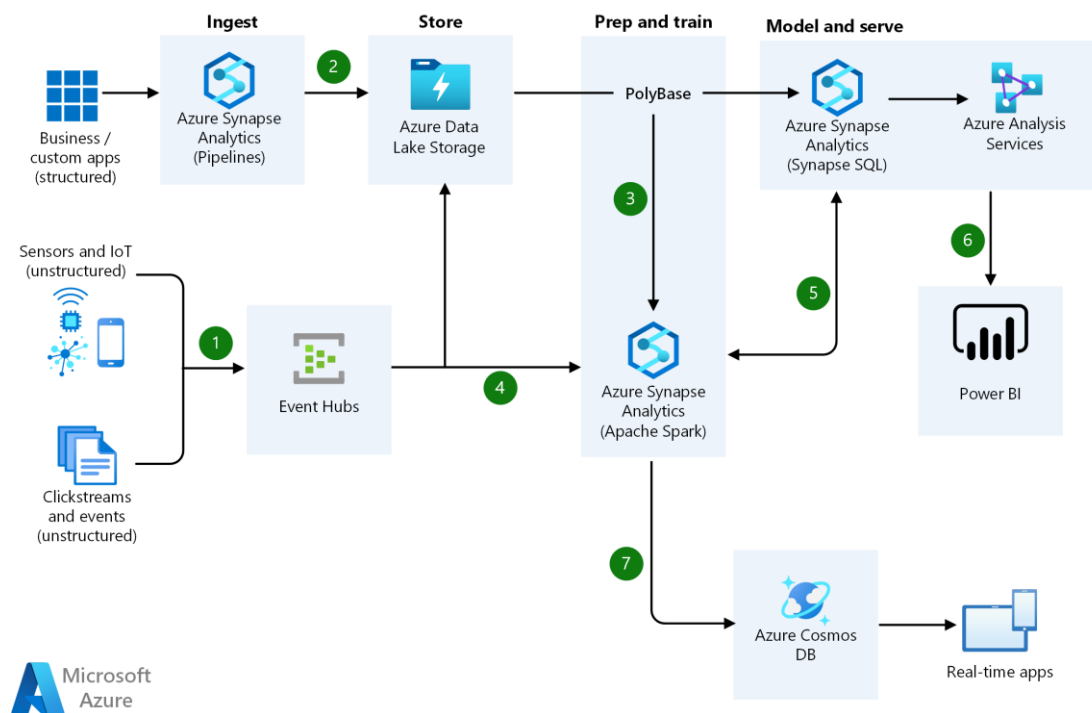 Ingest
Store
Prep and train
Model and serve
2
Business /
custom apps
(structured)
Azure Synapse
Analytics
(Pipelines)
Azure Data
Lake Storage
PolyBase
Azure Synapse
Analytics
(Synapse SQL)
Azure Analysis
Services
3
Sensors and IoT
(unstructured)
6
5
1
Event Hubs
4
Azure Synapse
Analytics
(Apache Spark)
Power BI
Clickstreams
and events
(unstructured)
7
Azure Cosmos
DB
Real-time apps
Microsoft
Azure